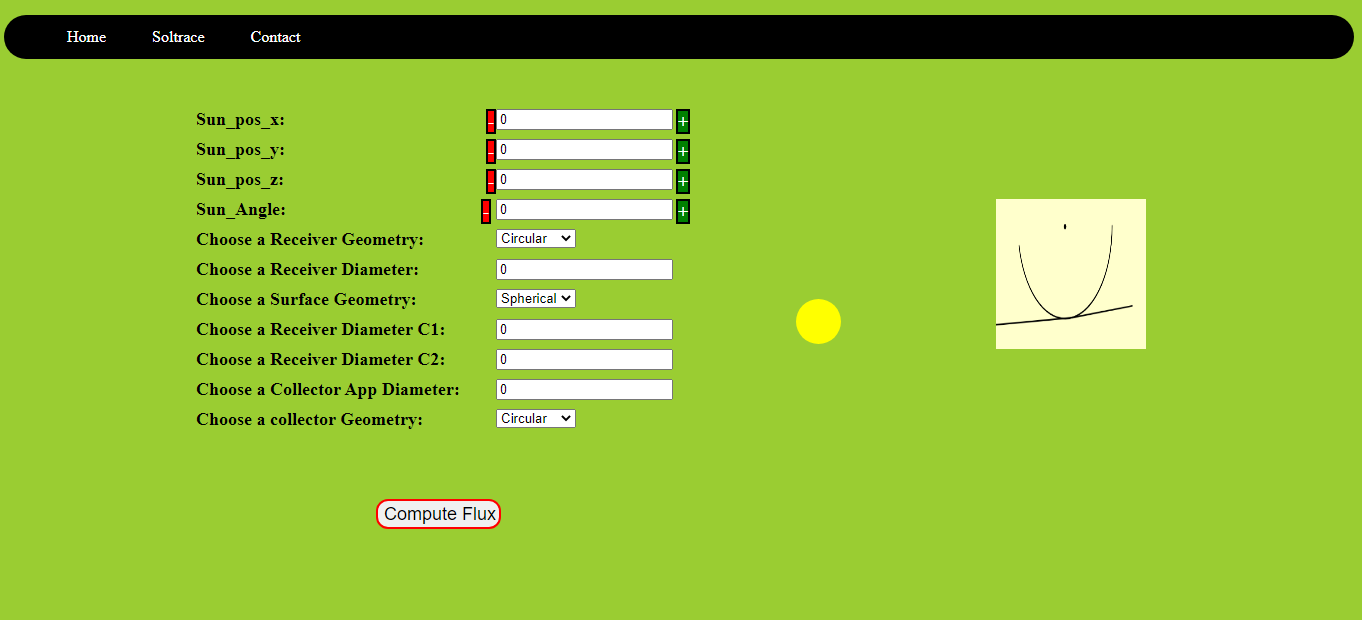 Home Soltrace Contact
Sun_pos_x: - 0 +
Sun_pos_y: - 0 +
Sun_pos_z: - 0 +
Sun_Angle: - 0 +
Choose a Receiver Geometry: Circular
Choose a Receiver Diameter: 0
Choose a Surface Geometry: Spherical
Choose a Receiver Diameter C1: 0
Choose a Receiver Diameter C2: 0
Choose a Collector App Diameter: 0
Choose a collector Geometry: Circular
Compute Flux